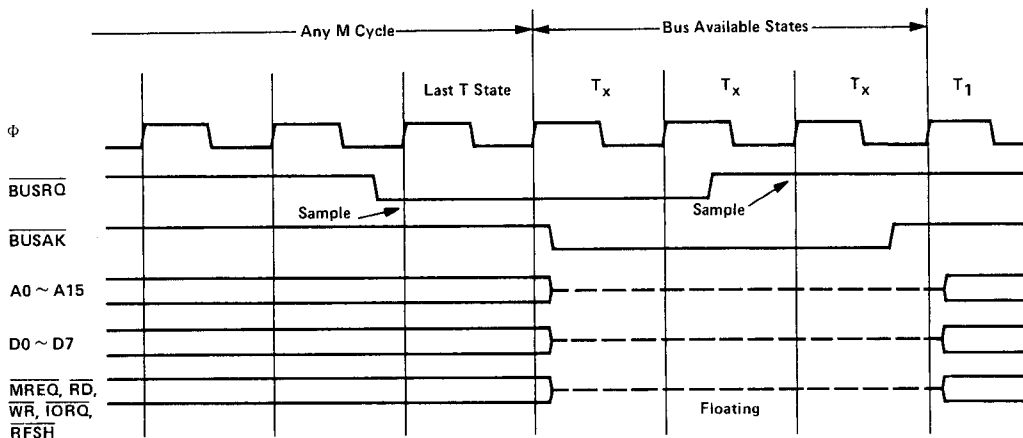 Any M Cycle
Bus Available States
Last T State
Tx
Tx
Tx
T1
Φ
BUSRQ
Sample
Sample
BUSAK
A0 ~ A15
D0 ~ D7
MREQ, RD,
WR, IORQ,
RFSH
Floating